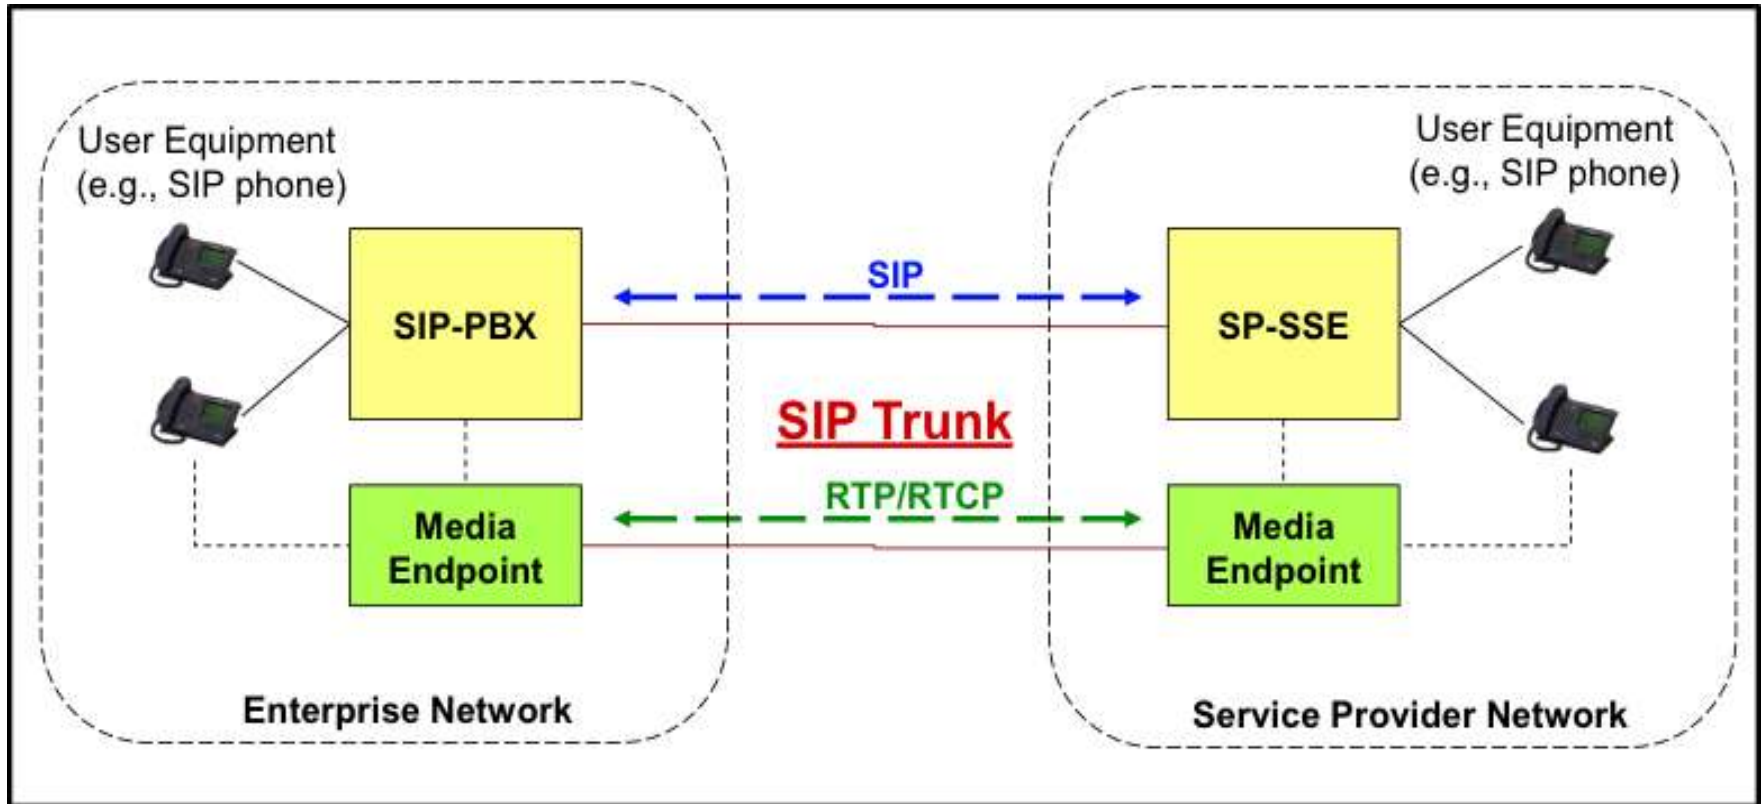 User Equipment
(e.g., SIP phone)
User Equipment
(e.g., SIP phone)
SIP
SIP-PBX
SP-SSE
SIP Trunk
RTP/RTCP
Media
Endpoint
Media
Endpoint
Enterprise Network
Service Provider Network